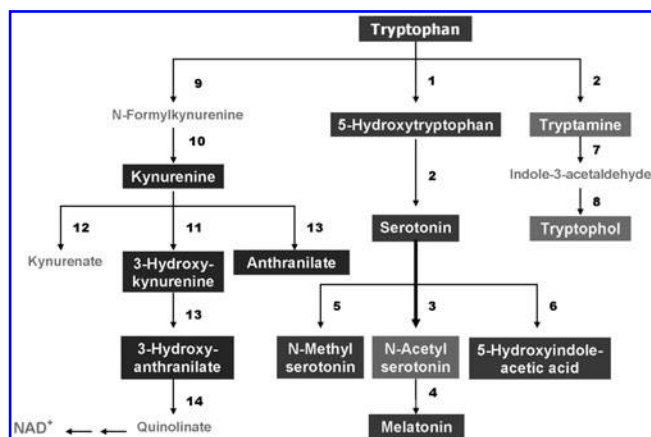 Tryptophan
9
1
2
N-Formylkynurenine
5-Hydroxytryptophan
Tryptamine
10
2
7
Kynurenine
Indole-3-acetaldehyde
8
12
11
13
Serotonin
Tryptophol
Kynurenate
3-Hydroxy-
kynurenine
Anthranilate
13
5
3
6
3-Hydroxy-
anthranilate
N-Methyl
serotonin
N-Acetyl
serotonin
5-Hydroxyindole-
acetic acid
14
4
NAD+
Quinolinate
Melatonin